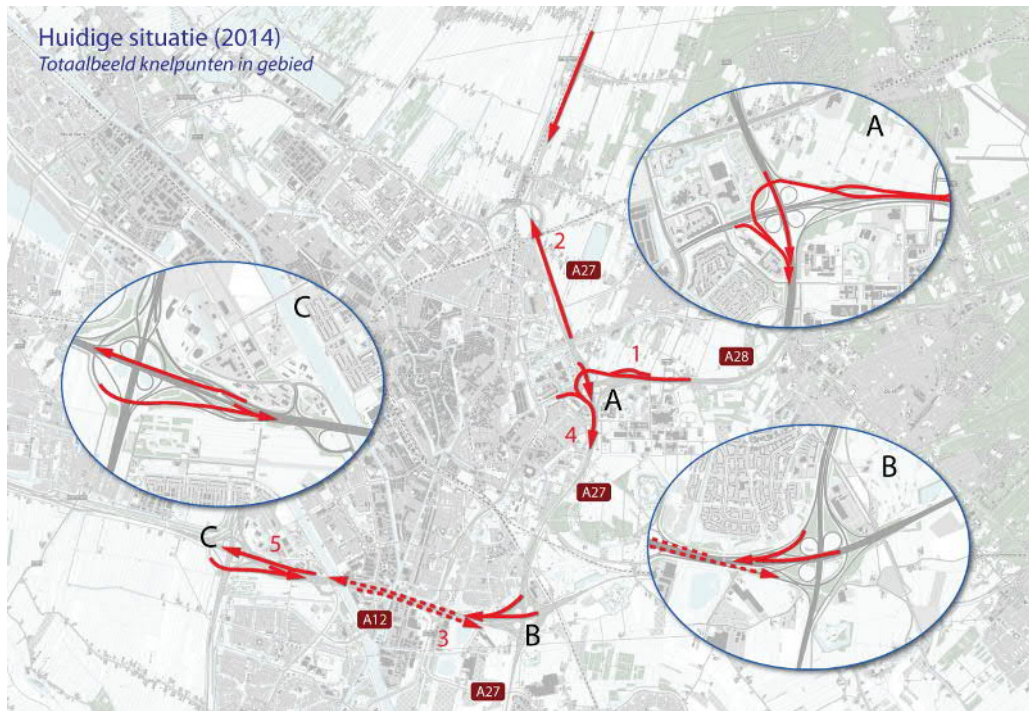 Huidige situatie (2014)
Totaalbeeld knelpunten in gebied
A
2
A27
C
1
A28
A
4
B
A27
C
5
A12
3
B
A27